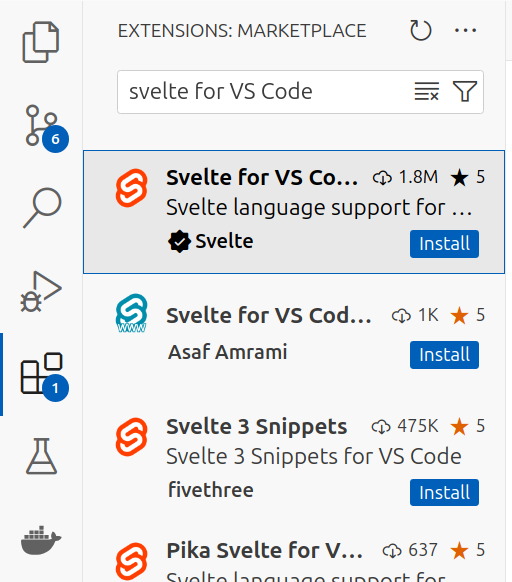 EXTENSIONS: MARKETPLACE
svelte for VS Code
6
Svelte for VS Co... 1.8M ★ 5
Svelte language support for ...
Svelte
Install
Svelte for VS Cod... 1K ★ 5
WWW
Asaf Amrami
Install
1
Svelte 3 Snippets 475K ★ 5
Svelte 3 Snippets for VS Code
fivethree
Install
Pika Svelte for V... 637 ★ 5
Svelte language support for